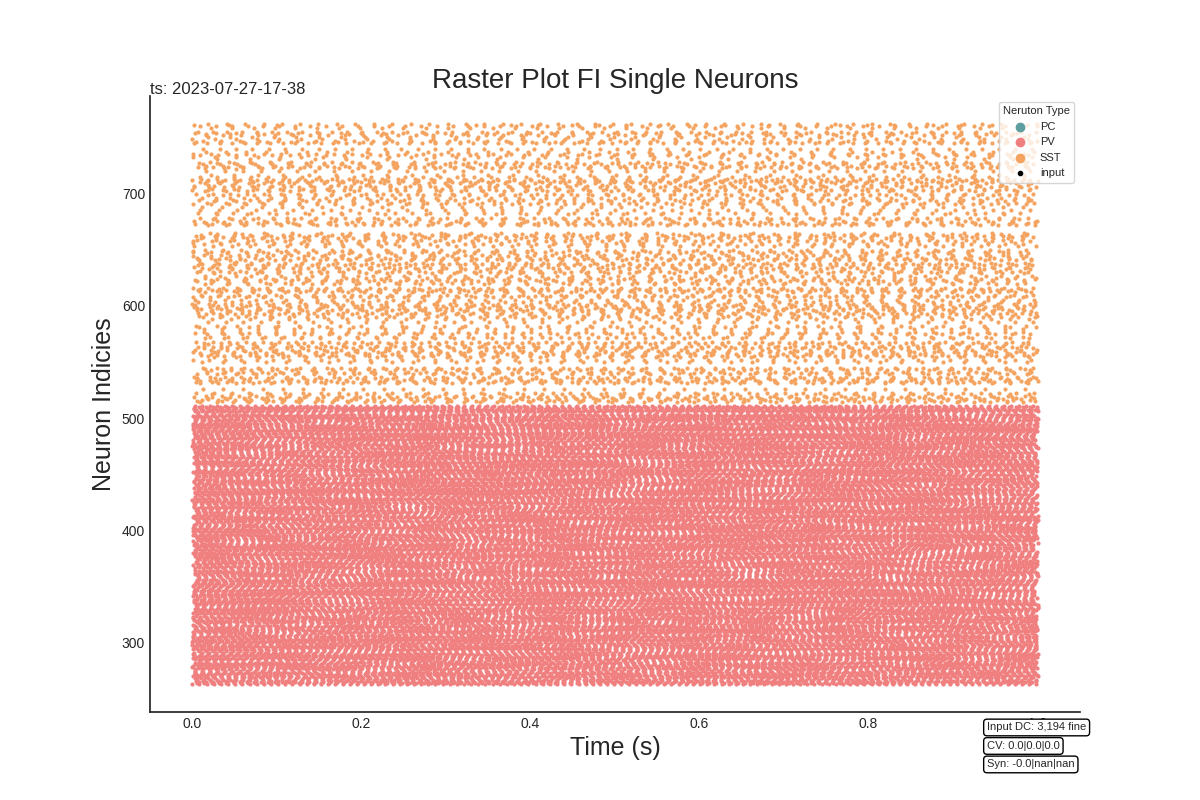 Raster Plot FI Single Neurons
ts: 2023-07-27-17-38
Neruton Type
PC
PV
SST
input
700
600
500
400
300
Neuron Indicies
0.0 0.2 0.4 0.6 0.8
Time (s)
Input DC: 3,194 fine
CV: 0.0|0.0|0.0
Syn: -0.0|nan|nan